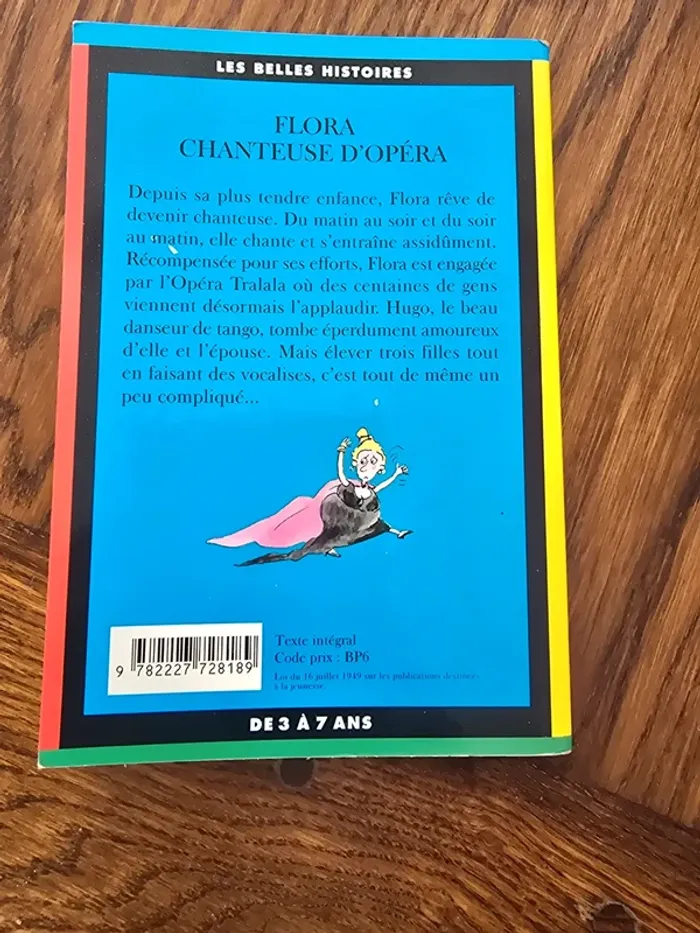 LES BELLES HISTOIRES
FLORA
CHANTEUSE D'OPÉRA
Depuis sa plus tendre enfance, Flora rêve de
devenir chanteuse. Du matin au soir et du soir
au matin, elle chante et s'entraîne assidûment.
Récompensée pour ses efforts, Flora est engagée
par l'Opéra Tralala où des centaines de gens
viennent désormais l'applaudir. Hugo, le beau
danseur de tango, tombe éperdument amoureux
d'elle et l'épouse. Mais élever trois filles tout
en faisant des vocalises, c'est tout de même un
peu compliqué...
Texte intégral
Code prix : BP6
Loi du 16 juillet 1949 sur les publications destinées
à la jeunesse.
9 782227 728189
DE 3 À 7 ANS